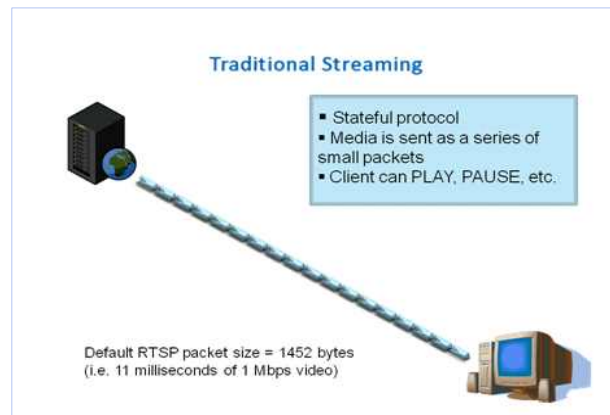 Traditional Streaming
▪ Stateful protocol
▪ Media is sent as a series of
small packets
▪ Client can PLAY, PAUSE, etc.
Default RTSP packet size = 1452 bytes
(i.e. 11 milliseconds of 1 Mbps video)